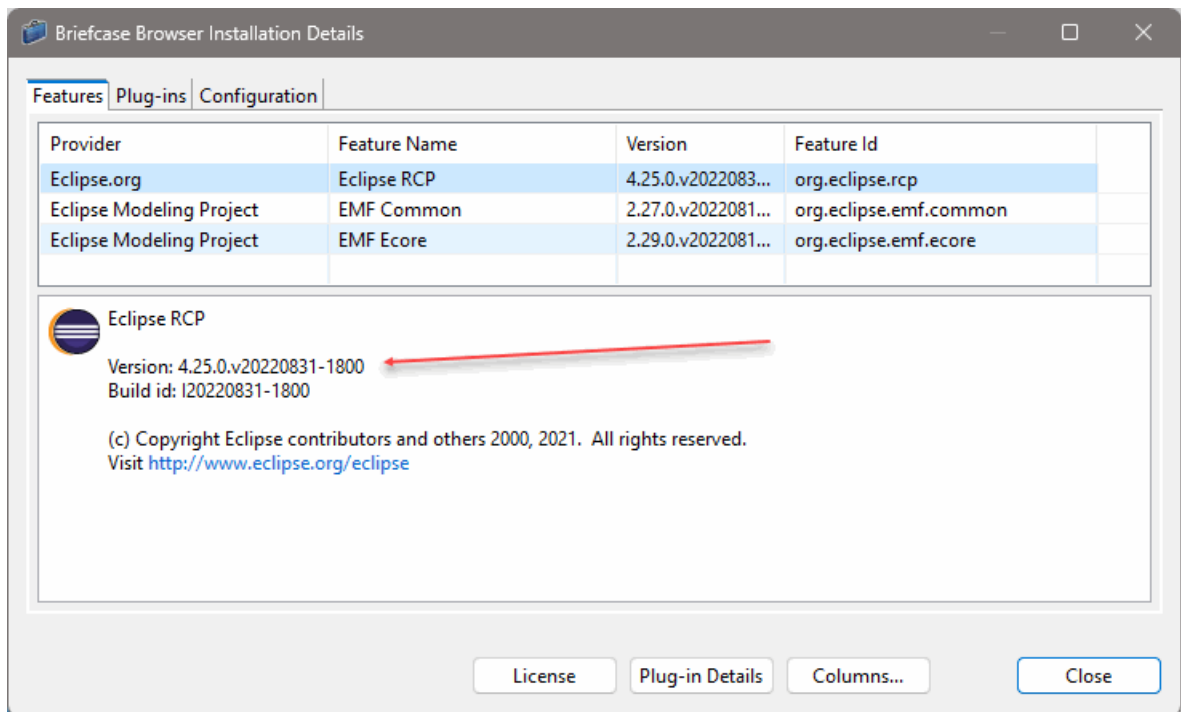 Briefcase Browser Installation Details
Features Plug-ins Configuration
Provider Feature Name Version Feature Id
Eclipse.org Eclipse RCP 4.25.0.v2022083... org.eclipse.rcp
Eclipse Modeling Project EMF Common 2.27.0.v2022081... org.eclipse.emf.common
Eclipse Modeling Project EMF Ecore 2.29.0.v2022081... org.eclipse.emf.ecore
Eclipse RCP
Version: 4.25.0.v20220831-1800
Build id: I20220831-1800
(c) Copyright Eclipse contributors and others 2000, 2021.  All rights reserved.
Visit http://www.eclipse.org/eclipse
License Plug-in Details Columns... Close